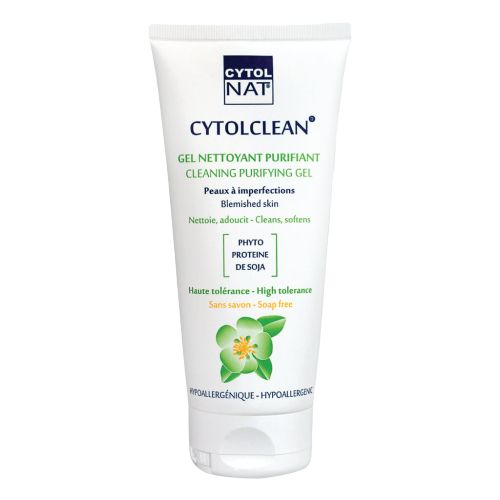 CYTOL
NAT®
CYTOLCLEAN
GEL NETTOYANT PURIFIANT
CLEANING PURIFYING GEL
Peaux à imperfections
Blemished skin
Nettoie, adoucit - Cleans, softens
PHYTO
PROTEINE
DE SOJA
Haute tolérance - High tolerance
Sans savon - Soap free
HYPOALLERGÉNIQUE - HYPOALLERGENIC